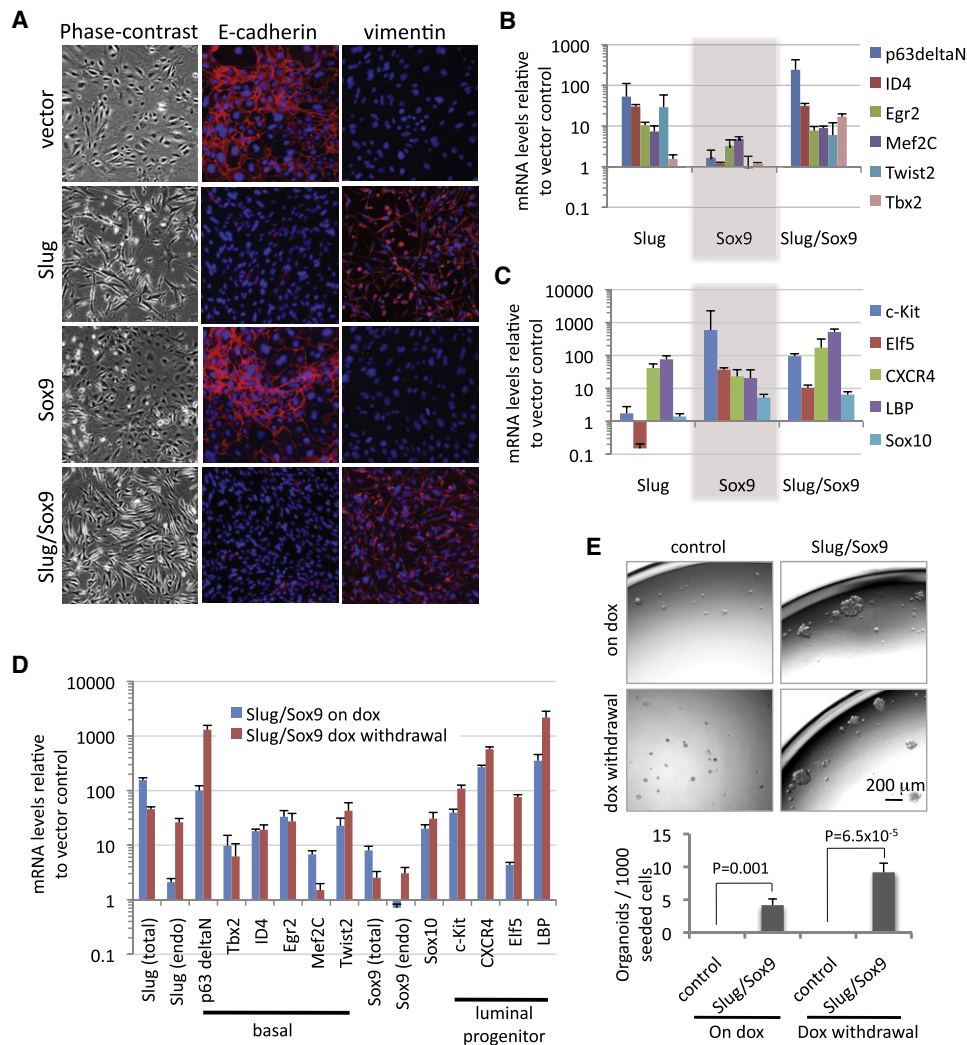 A
Phase-contrast
E-cadherin
vimentin
vector
Slug
Sox9
Slug/Sox9
B
mRNA levels relative
to vector control
1000
100
10
1
0.1
Slug
Sox9
Slug/Sox9
p63deltaN
ID4
Egr2
Mef2C
Twist2
Tbx2
C
mRNA levels relative
to vector control
10000
1000
100
10
1
0.1
Slug
Sox9
Slug/Sox9
c-Kit
Elf5
CXCR4
LBP
Sox10
D
mRNA levels relative
to vector control
10000
1000
100
10
1
0.1
Slug/Sox9 on dox
Slug/Sox9 dox withdrawal
Slug (total)
Slug (endo)
p63 deltaN
Tbx2
ID4
Egr2
Mef2C
Twist2
Sox9 (total)
Sox9 (endo)
Sox10
c-Kit
CXCR4
Elf5
LBP
basal
luminal
progenitor
E
control
Slug/Sox9
on dox
dox withdrawal
200 µm
Organoids / 1000
seeded cells
15
10
5
0
P=0.001
P=6.5x10-5
control
Slug/Sox9
control
Slug/Sox9
On dox
Dox withdrawal